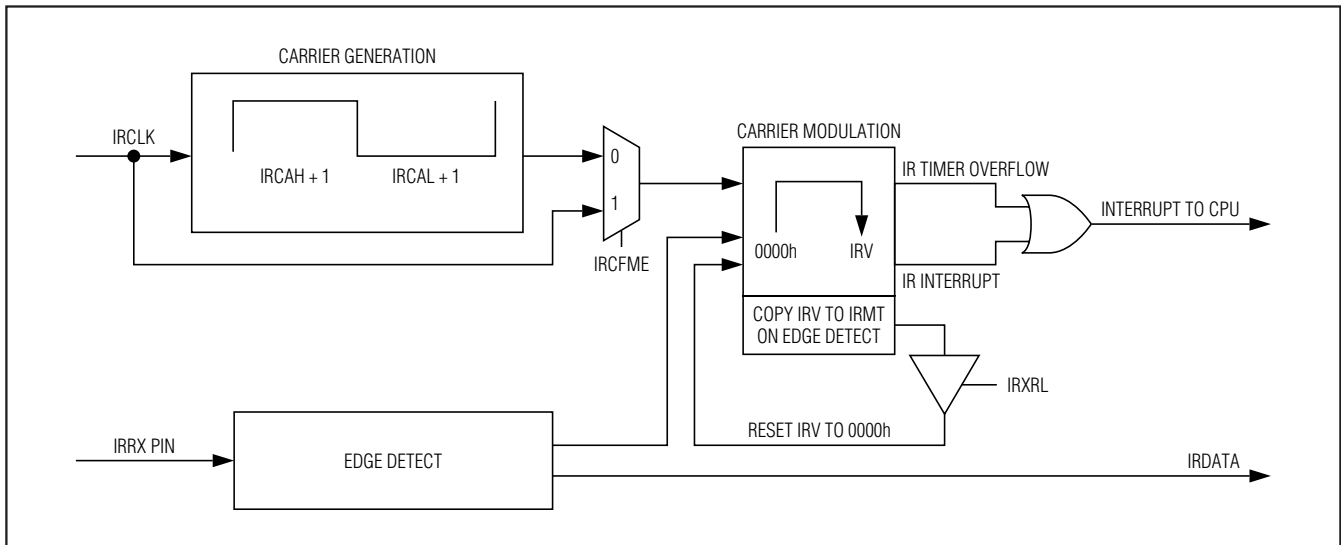 CARRIER GENERATION
IRCLK
IRCAH + 1
IRCAL + 1
0
1
IRCFME
CARRIER MODULATION
0000h
IRV
COPY IRV TO IRMT
ON EDGE DETECT
IR TIMER OVERFLOW
IR INTERRUPT
INTERRUPT TO CPU
IRXRL
RESET IRV TO 0000h
IRRX PIN
EDGE DETECT
IRDATA